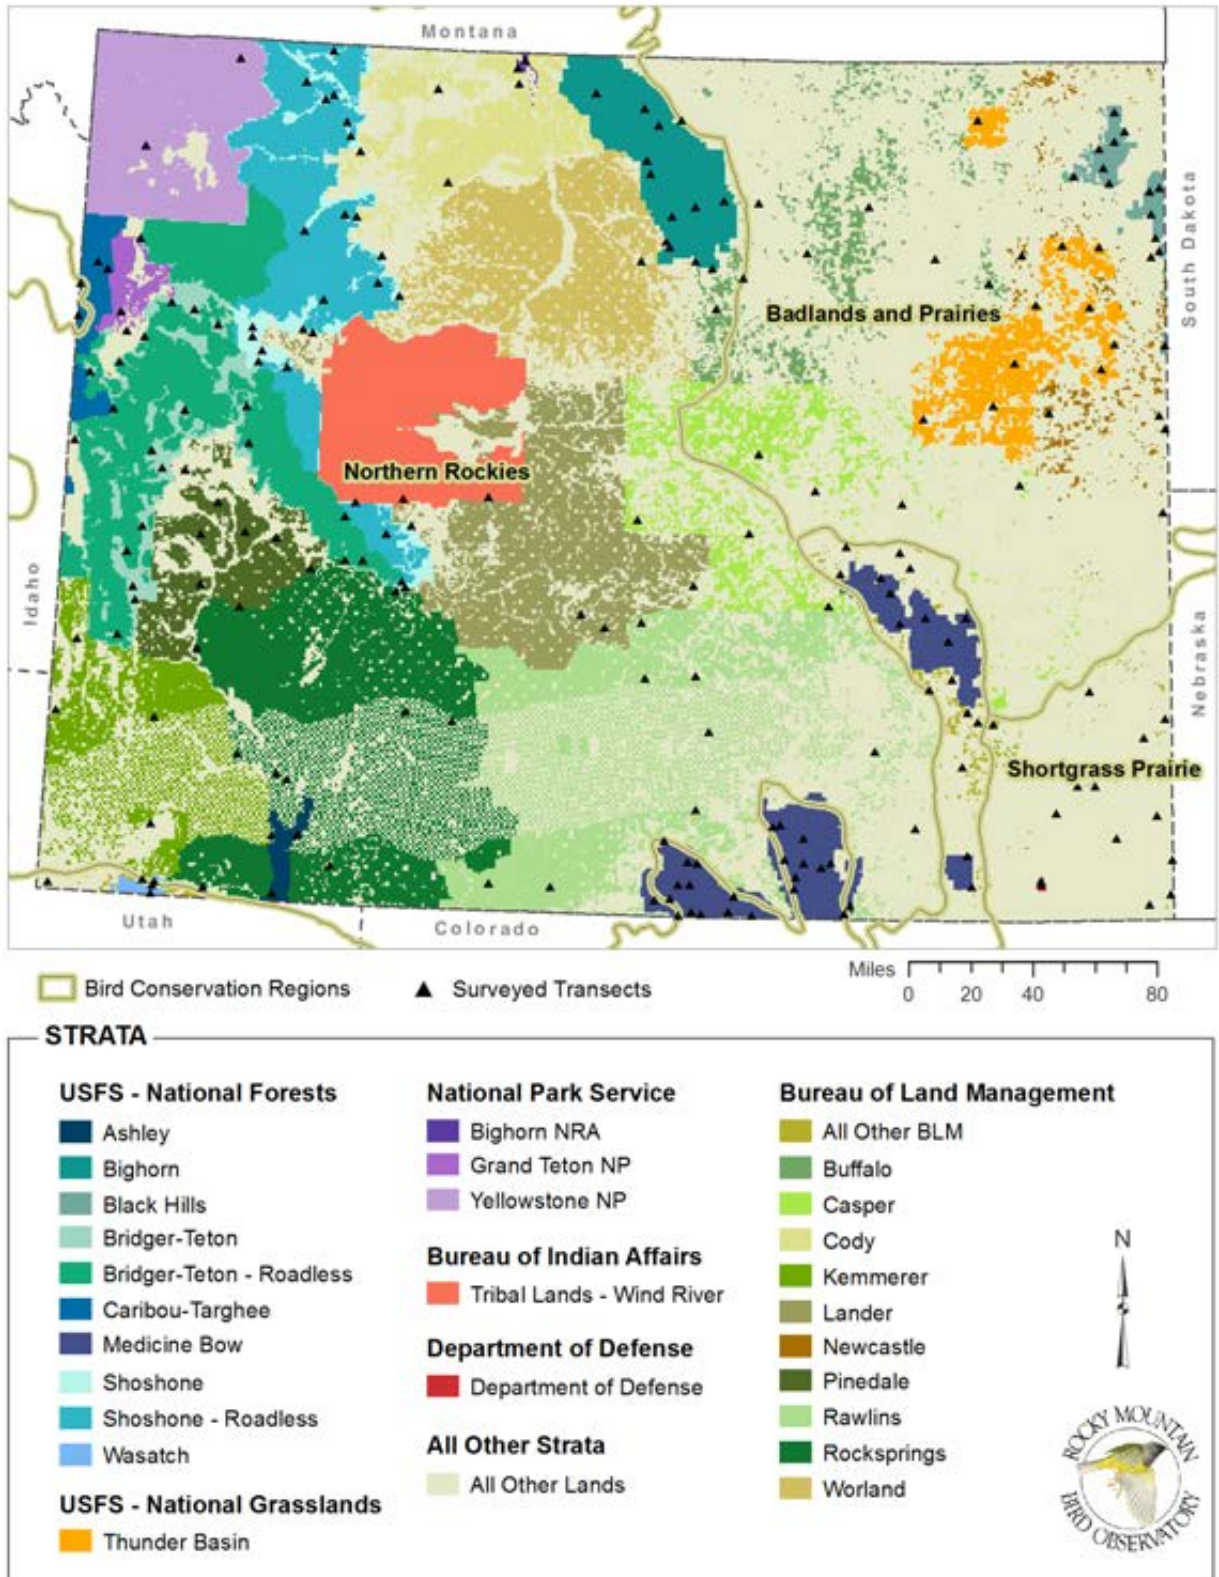 Montana
South Dakota
Badlands and Prairies
Northern Rockies
Idaho
Nebraska
Shortgrass Prairie
Utah
Colorado
Bird Conservation Regions
Surveyed Transects
Miles
0 20 40 80
STRATA
USFS - National Forests
Ashley
Bighorn
Black Hills
Bridger-Teton
Bridger-Teton - Roadless
Caribou-Targhee
Medicine Bow
Shoshone
Shoshone - Roadless
Wasatch
USFS - National Grasslands
Thunder Basin
National Park Service
Bighorn NRA
Grand Teton NP
Yellowstone NP
Bureau of Indian Affairs
Tribal Lands - Wind River
Department of Defense
Department of Defense
All Other Strata
All Other Lands
Bureau of Land Management
All Other BLM
Buffalo
Casper
Cody
Kemmerer
Lander
Newcastle
Pinedale
Rawlins
Rocksprings
Worland
N
ROCKY MOUNTAIN
BIRD OBSERVATORY